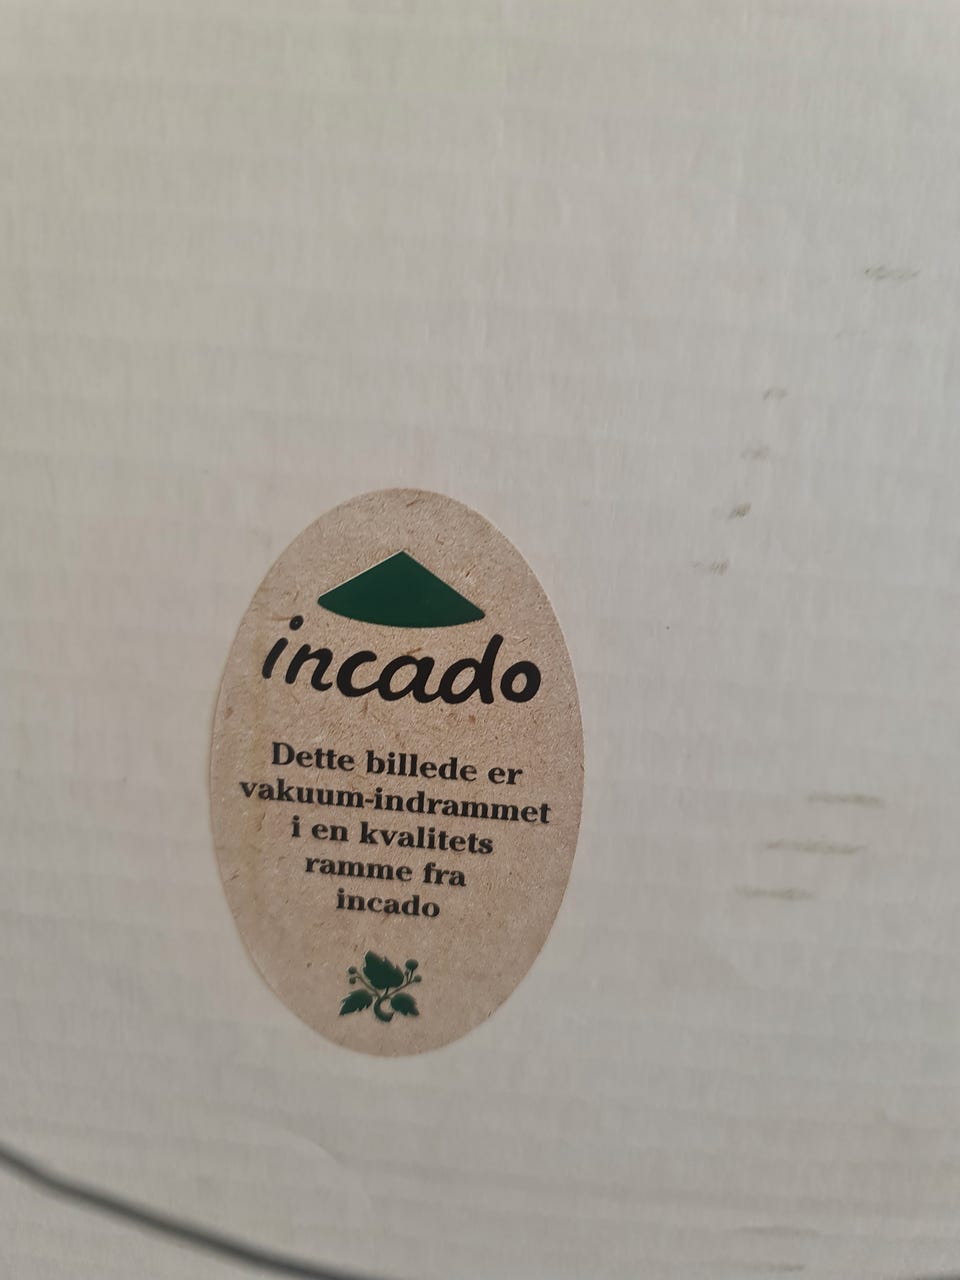 incado
Dette billede er
vakuum-indrammet
i en kvalitets
ramme fra
incado